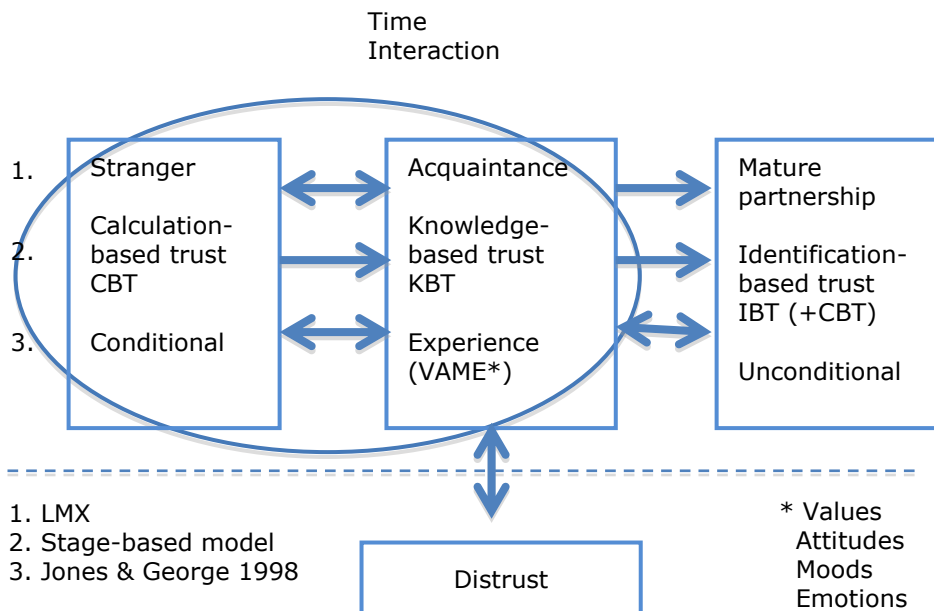 Time
Interaction
1.
Stranger
Acquaintance
Mature
partnership
2.
Calculation-
based trust
CBT
Knowledge-
based trust
KBT
Identification-
based trust
IBT (+CBT)
3.
Conditional
Experience
(VAME*)
Unconditional
1. LMX
2. Stage-based model
3. Jones & George 1998
Distrust
* Values
Attitudes
Moods
Emotions